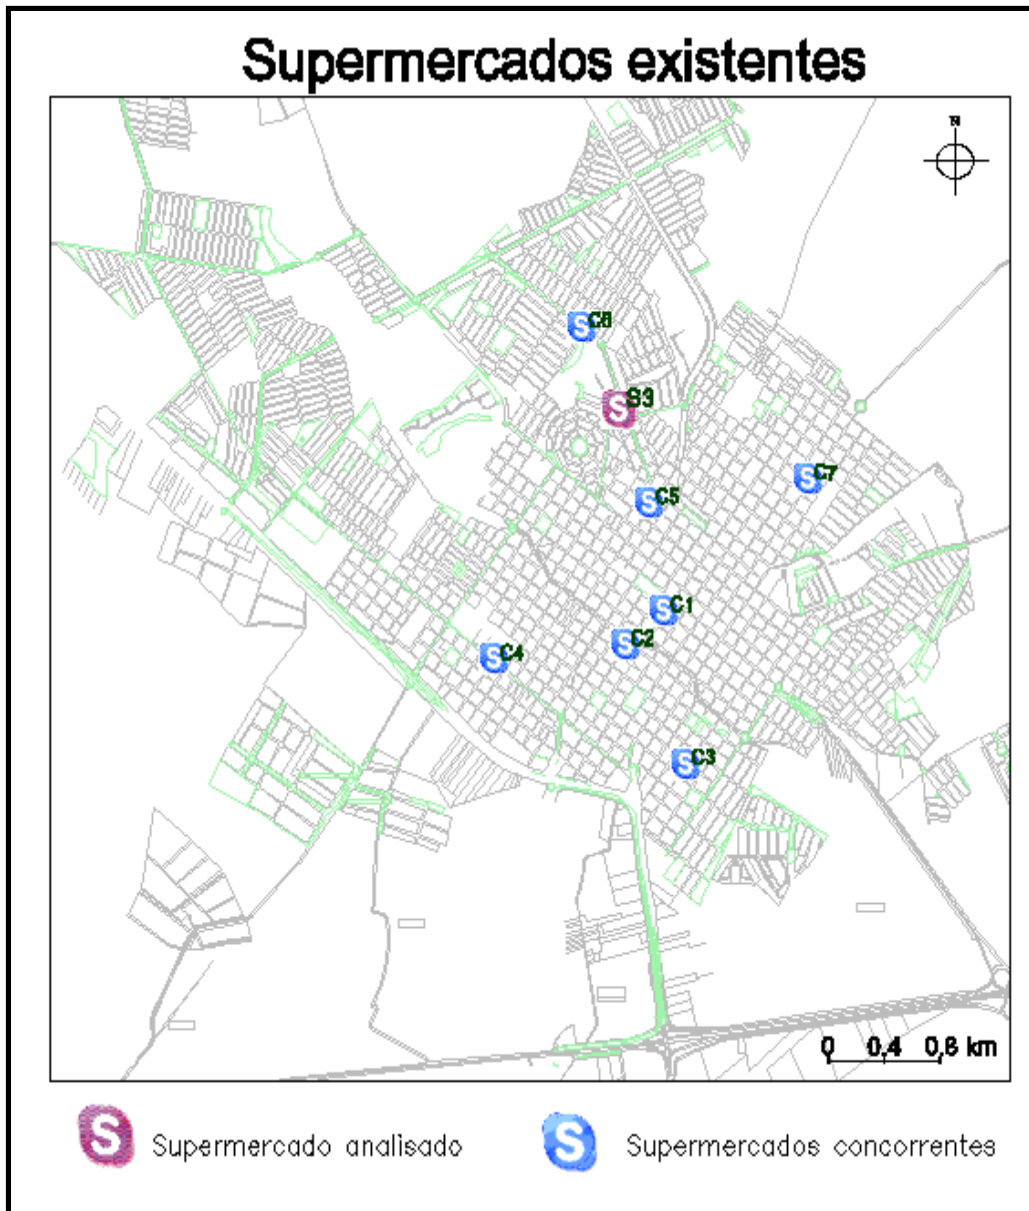 Supermercados existentes
N
C6
S3
C7
C5
C1
C2
C4
C3
0 0,4 0,8 km
S Supermercado analisado
S Supermercados concorrentes